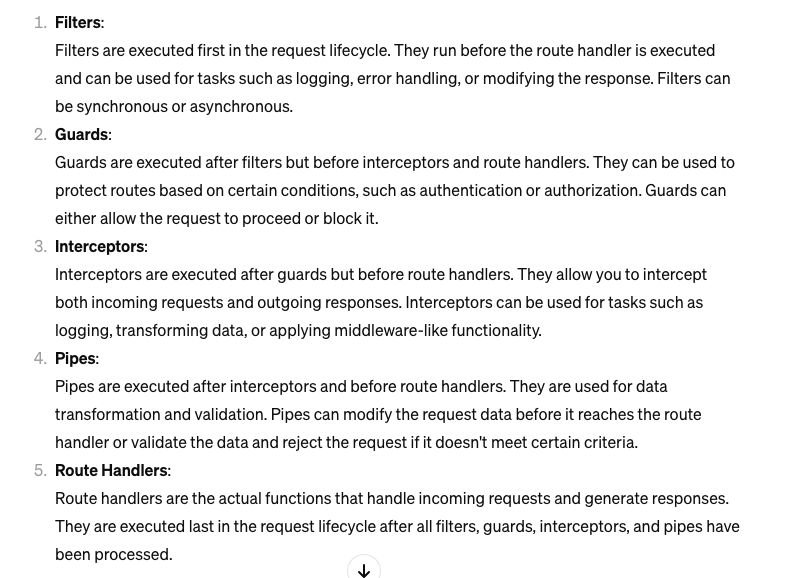 1. Filters:
Filters are executed first in the request lifecycle. They run before the route handler is executed
and can be used for tasks such as logging, error handling, or modifying the response. Filters can
be synchronous or asynchronous.
2. Guards:
Guards are executed after filters but before interceptors and route handlers. They can be used to
protect routes based on certain conditions, such as authentication or authorization. Guards can
either allow the request to proceed or block it.
3. Interceptors:
Interceptors are executed after guards but before route handlers. They allow you to intercept
both incoming requests and outgoing responses. Interceptors can be used for tasks such as
logging, transforming data, or applying middleware-like functionality.
4. Pipes:
Pipes are executed after interceptors and before route handlers. They are used for data
transformation and validation. Pipes can modify the request data before it reaches the route
handler or validate the data and reject the request if it doesn't meet certain criteria.
5. Route Handlers:
Route handlers are the actual functions that handle incoming requests and generate responses.
They are executed last in the request lifecycle after all filters, guards, interceptors, and pipes have
been processed.